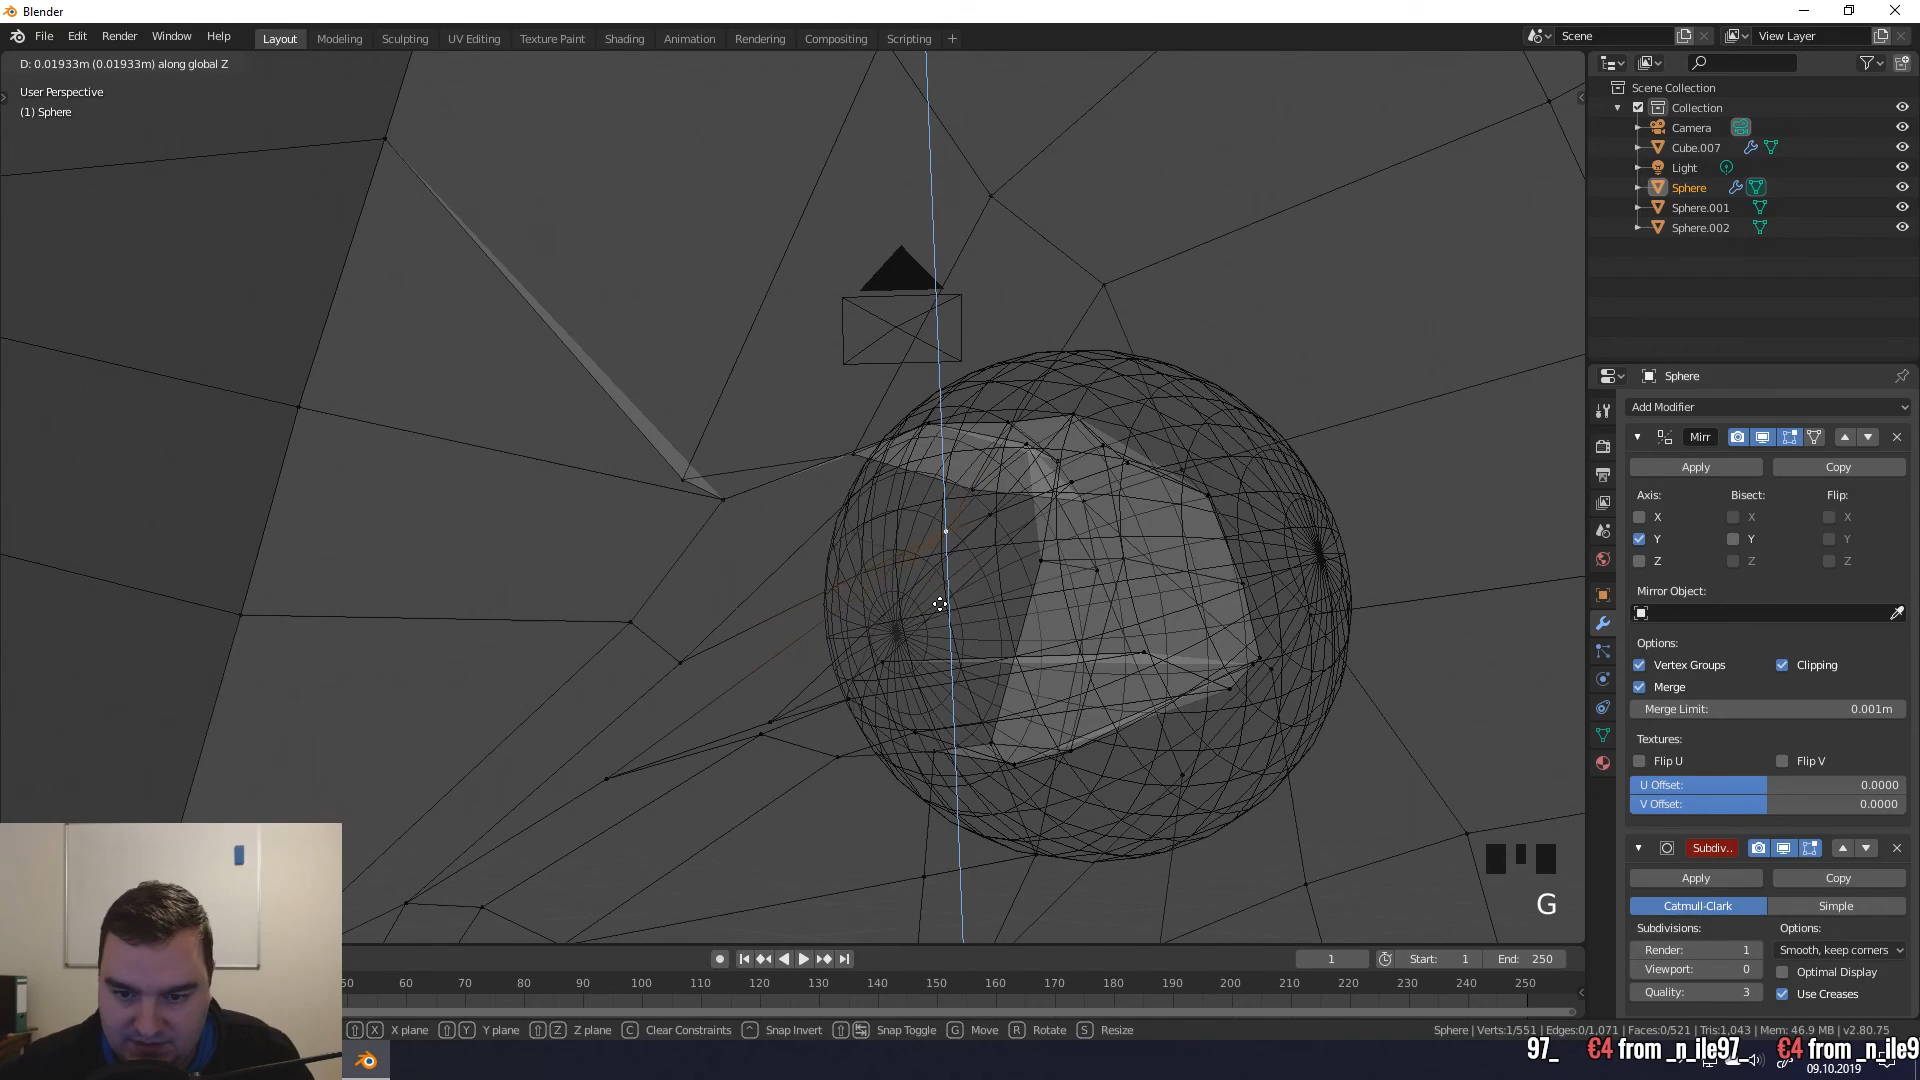 Blender
File Edit Render Window Help
Layout Modeling Sculpting UV Editing Texture Paint Shading Animation Rendering Compositing Scripting +
Scene
View Layer
D: 0.01933m (0.01933m) along global Z
User Perspective
(1) Sphere
Scene Collection
Collection
Camera
Cube.007
Light
Sphere
Sphere.001
Sphere.002
Sphere
Add Modifier
Mirr
Apply Copy
Axis: Bisect: Flip:
X X X
Y Y Y
Z Z Z
Mirror Object:
Options:
Vertex Groups Clipping
Merge
Merge Limit: 0.001m
Textures:
Flip U Flip V
U Offset: 0.0000
V Offset: 0.0000
Subdiv..
Apply Copy
Catmull-Clark Simple
Subdivisions: Options:
Render: 1 Smooth, keep corners
Viewport: 0 Optimal Display
Quality: 3 Use Creases
G
1 Start: 1 End: 250
50 60 70 80 90 100 110 120 130 140 150 160 170 180 190 200 210 220 230 240 250
X X plane Y Y plane Z Z plane C Clear Constraints ^ Snap Invert Snap Toggle G Move R Rotate S Resize
Sphere | Verts:1/551 | Edges:0/1,071 | Faces:0/521 | Tris:1,043 | Mem: 46.9 MB | v2.80.75
97_ €4 from _n_ile97_ €4 from _n_ile9
09.10.2019